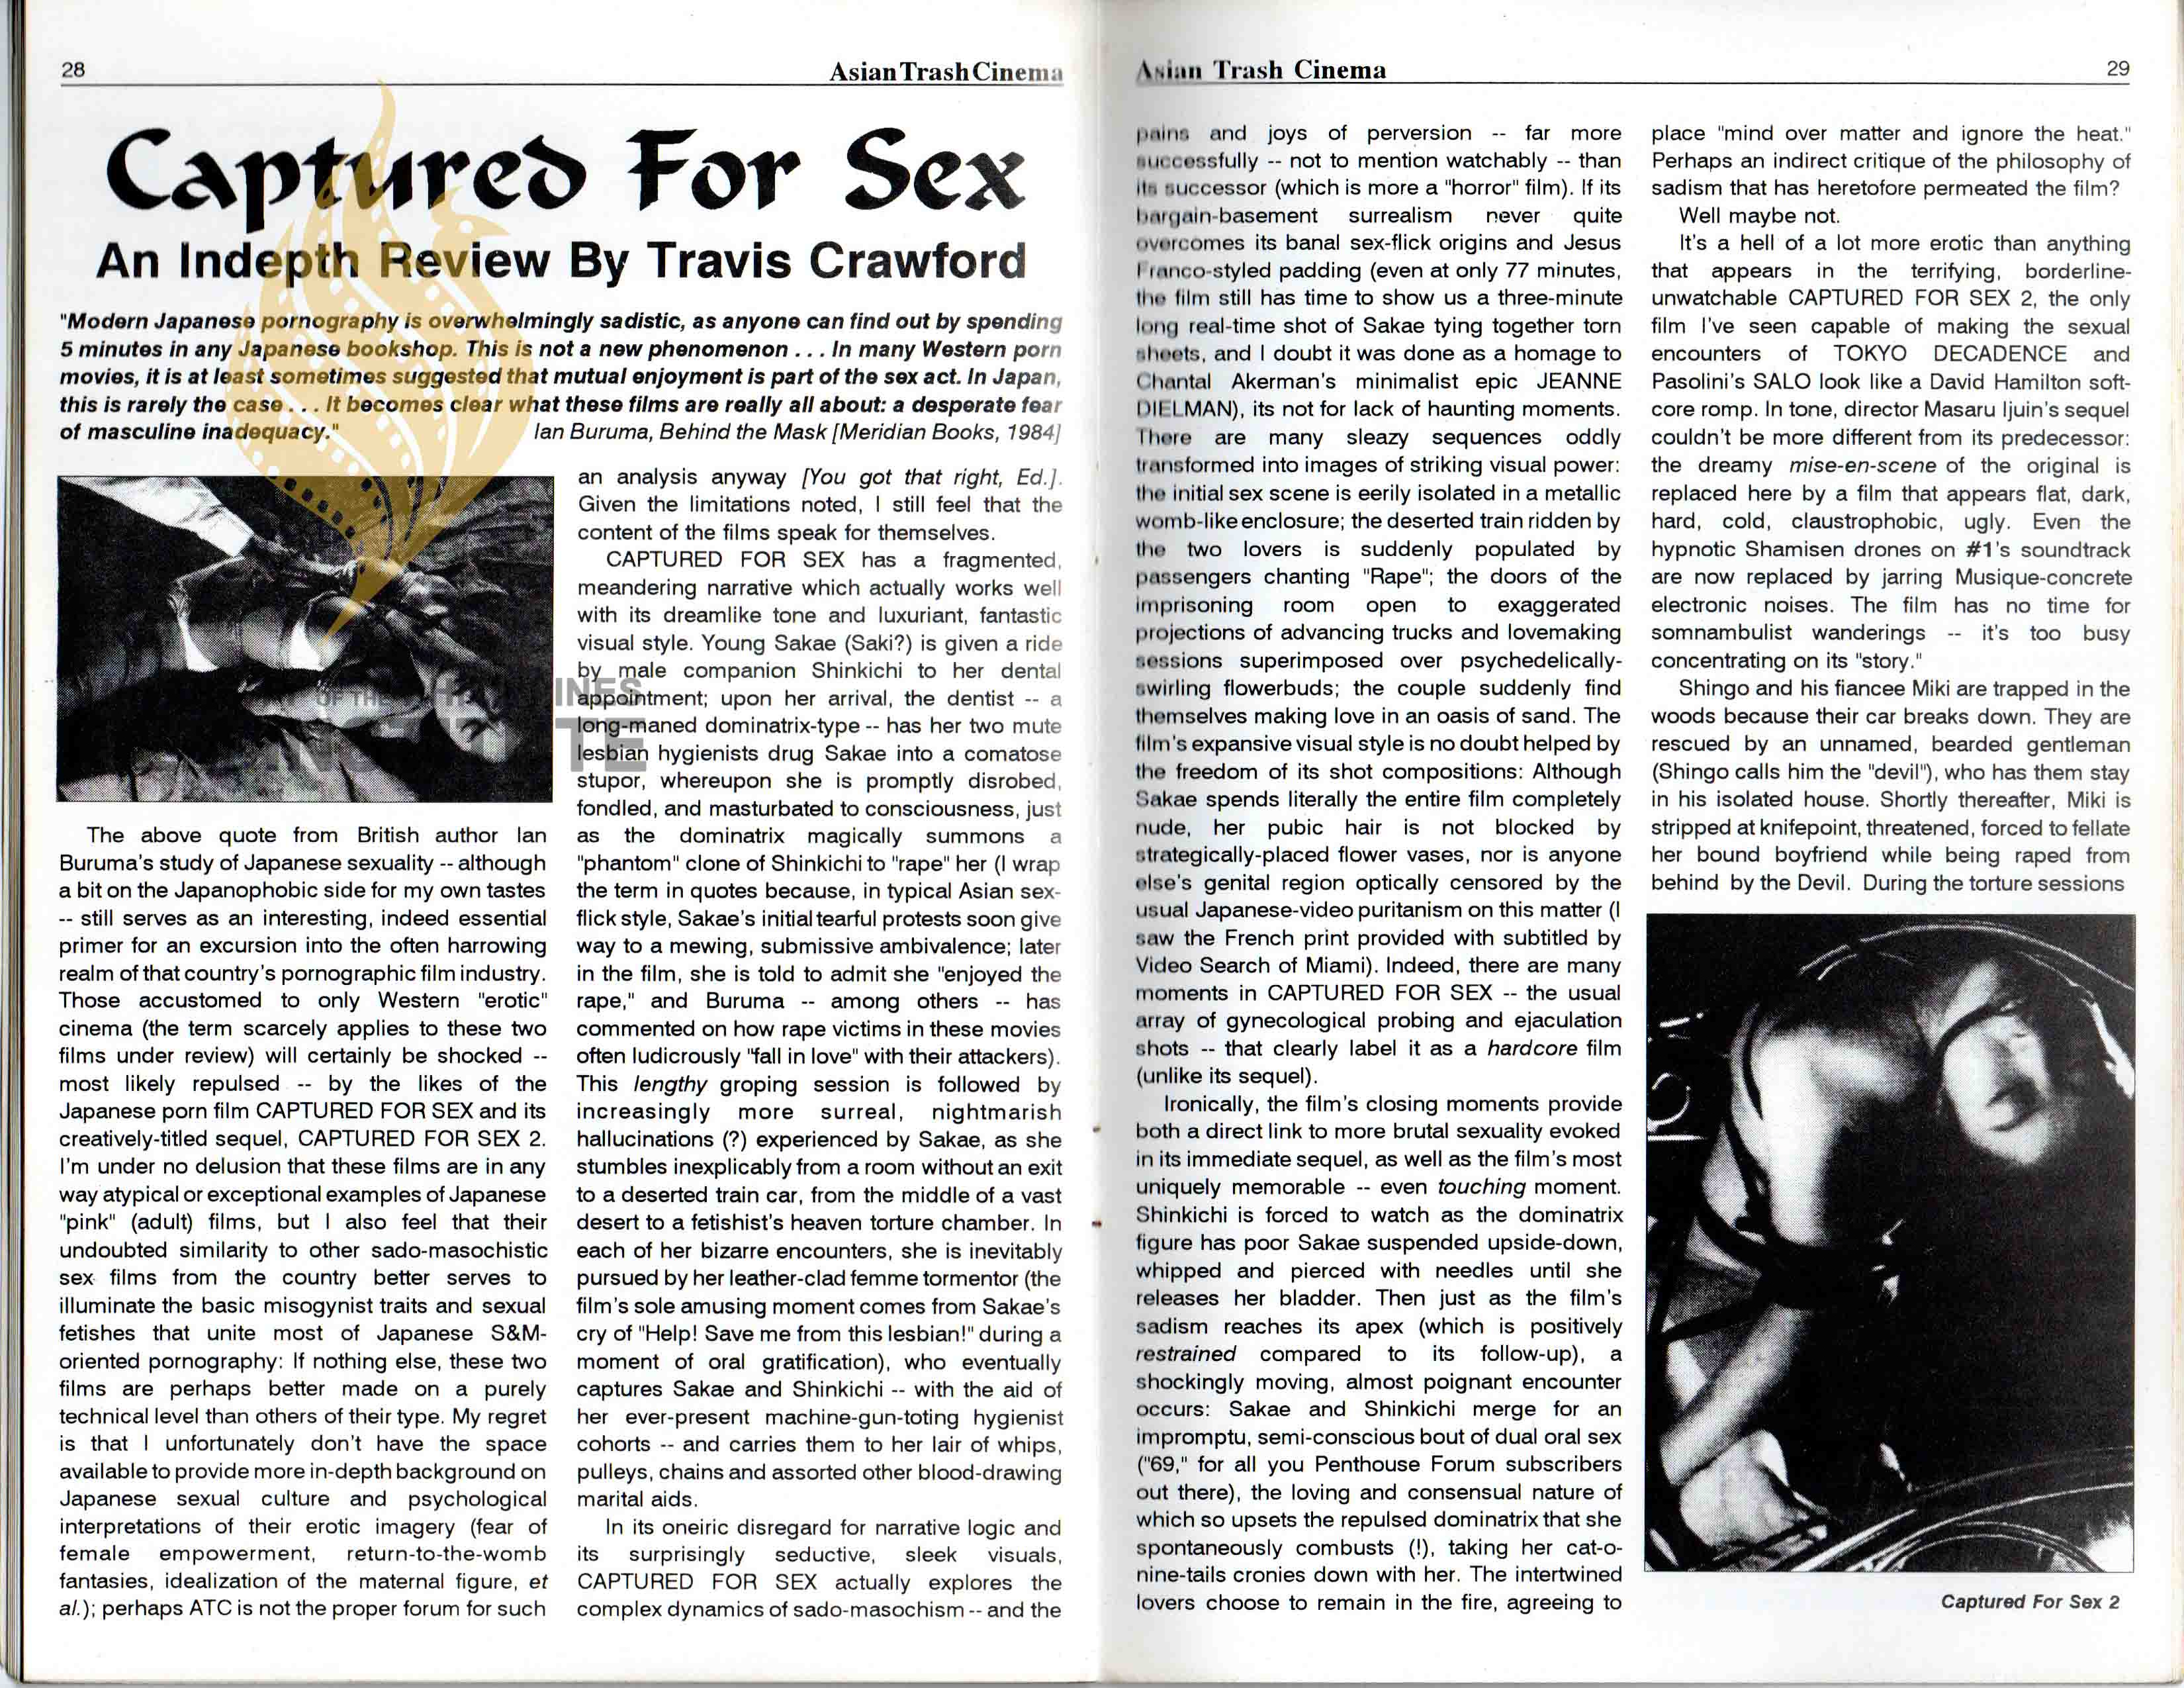 28
Asian Trash Cinema
Captured For Sex
An Indepth Review By Travis Crawford
"Modern Japanese pornography is overwhelmingly sadistic, as anyone can find out by spending
5 minutes in any Japanese bookshop. This is not a new phenomenon . . . In many Western porn
movies, it is at least sometimes suggested that mutual enjoyment is part of the sex act. In Japan,
this is rarely the case . . . It becomes clear what these films are really all about: a desperate fear
of masculine inadequacy." Ian Buruma, Behind the Mask [Meridian Books, 1984]
The above quote from British author Ian
Buruma's study of Japanese sexuality -- although
a bit on the Japanophobic side for my own tastes
-- still serves as an interesting, indeed essential
primer for an excursion into the often harrowing
realm of that country's pornographic film industry.
Those accustomed to only Western "erotic"
cinema (the term scarcely applies to these two
films under review) will certainly be shocked --
most likely repulsed -- by the likes of the
Japanese porn film CAPTURED FOR SEX and its
creatively-titled sequel, CAPTURED FOR SEX 2.
I'm under no delusion that these films are in any
way atypical or exceptional examples of Japanese
"pink" (adult) films, but I also feel that their
undoubted similarity to other sado-masochistic
sex films from the country better serves to
illuminate the basic misogynist traits and sexual
fetishes that unite most of Japanese S&M-
oriented pornography: If nothing else, these two
films are perhaps better made on a purely
technical level than others of their type. My regret
is that I unfortunately don't have the space
available to provide more in-depth background on
Japanese sexual culture and psychological
interpretations of their erotic imagery (fear of
female empowerment, return-to-the-womb
fantasies, idealization of the maternal figure, et
al.); perhaps ATC is not the proper forum for such
an analysis anyway [You got that right, Ed.].
Given the limitations noted, I still feel that the
content of the films speak for themselves.
CAPTURED FOR SEX has a fragmented,
meandering narrative which actually works well
with its dreamlike tone and luxuriant, fantastic
visual style. Young Sakae (Saki?) is given a ride
by male companion Shinkichi to her dental
appointment; upon her arrival, the dentist -- a
long-maned dominatrix-type -- has her two mute
lesbian hygienists drug Sakae into a comatose
stupor, whereupon she is promptly disrobed,
fondled, and masturbated to consciousness, just
as the dominatrix magically summons a
"phantom" clone of Shinkichi to "rape" her (I wrap
the term in quotes because, in typical Asian sex-
flick style, Sakae's initial tearful protests soon give
way to a mewing, submissive ambivalence; later
in the film, she is told to admit she "enjoyed the
rape," and Buruma -- among others -- has
commented on how rape victims in these movies
often ludicrously "fall in love" with their attackers).
This lengthy groping session is followed by
increasingly more surreal, nightmarish
hallucinations (?) experienced by Sakae, as she
stumbles inexplicably from a room without an exit
to a deserted train car, from the middle of a vast
desert to a fetishist's heaven torture chamber. In
each of her bizarre encounters, she is inevitably
pursued by her leather-clad femme tormentor (the
film's sole amusing moment comes from Sakae's
cry of "Help! Save me from this lesbian!" during a
moment of oral gratification), who eventually
captures Sakae and Shinkichi -- with the aid of
her ever-present machine-gun-toting hygienist
cohorts -- and carries them to her lair of whips,
pulleys, chains and assorted other blood-drawing
marital aids.
In its oneiric disregard for narrative logic and
its surprisingly seductive, sleek visuals,
CAPTURED FOR SEX actually explores the
complex dynamics of sado-masochism -- and the
Asian Trash Cinema
29
pains and joys of perversion -- far more
successfully -- not to mention watchably -- than
its successor (which is more a "horror" film). If its
bargain-basement surrealism never quite
overcomes its banal sex-flick origins and Jesus
Franco-styled padding (even at only 77 minutes,
the film still has time to show us a three-minute
long real-time shot of Sakae tying together torn
sheets, and I doubt it was done as a homage to
Chantal Akerman's minimalist epic JEANNE
DIELMAN), its not for lack of haunting moments.
There are many sleazy sequences oddly
transformed into images of striking visual power:
the initial sex scene is eerily isolated in a metallic
womb-like enclosure; the deserted train ridden by
the two lovers is suddenly populated by
passengers chanting "Rape"; the doors of the
imprisoning room open to exaggerated
projections of advancing trucks and lovemaking
sessions superimposed over psychedelically-
swirling flowerbuds; the couple suddenly find
themselves making love in an oasis of sand. The
film's expansive visual style is no doubt helped by
the freedom of its shot compositions: Although
Sakae spends literally the entire film completely
nude, her pubic hair is not blocked by
strategically-placed flower vases, nor is anyone
else's genital region optically censored by the
usual Japanese-video puritanism on this matter (I
saw the French print provided with subtitled by
Video Search of Miami). Indeed, there are many
moments in CAPTURED FOR SEX -- the usual
array of gynecological probing and ejaculation
shots -- that clearly label it as a hardcore film
(unlike its sequel).
Ironically, the film's closing moments provide
both a direct link to more brutal sexuality evoked
in its immediate sequel, as well as the film's most
uniquely memorable -- even touching moment.
Shinkichi is forced to watch as the dominatrix
figure has poor Sakae suspended upside-down,
whipped and pierced with needles until she
releases her bladder. Then just as the film's
sadism reaches its apex (which is positively
restrained compared to its follow-up), a
shockingly moving, almost poignant encounter
occurs: Sakae and Shinkichi merge for an
impromptu, semi-conscious bout of dual oral sex
("69," for all you Penthouse Forum subscribers
out there), the loving and consensual nature of
which so upsets the repulsed dominatrix that she
spontaneously combusts (!), taking her cat-o-
nine-tails cronies down with her. The intertwined
lovers choose to remain in the fire, agreeing to
place "mind over matter and ignore the heat."
Perhaps an indirect critique of the philosophy of
sadism that has heretofore permeated the film?
Well maybe not.
It's a hell of a lot more erotic than anything
that appears in the terrifying, borderline-
unwatchable CAPTURED FOR SEX 2, the only
film I've seen capable of making the sexual
encounters of TOKYO DECADENCE and
Pasolini's SALO look like a David Hamilton soft-
core romp. In tone, director Masaru Ijuin's sequel
couldn't be more different from its predecessor:
the dreamy mise-en-scene of the original is
replaced here by a film that appears flat, dark,
hard, cold, claustrophobic, ugly. Even the
hypnotic Shamisen drones on #1's soundtrack
are now replaced by jarring Musique-concrete
electronic noises. The film has no time for
somnambulist wanderings -- it's too busy
concentrating on its "story."
Shingo and his fiancee Miki are trapped in the
woods because their car breaks down. They are
rescued by an unnamed, bearded gentleman
(Shingo calls him the "devil"), who has them stay
in his isolated house. Shortly thereafter, Miki is
stripped at knifepoint, threatened, forced to fellate
her bound boyfriend while being raped from
behind by the Devil. During the torture sessions
Captured For Sex 2